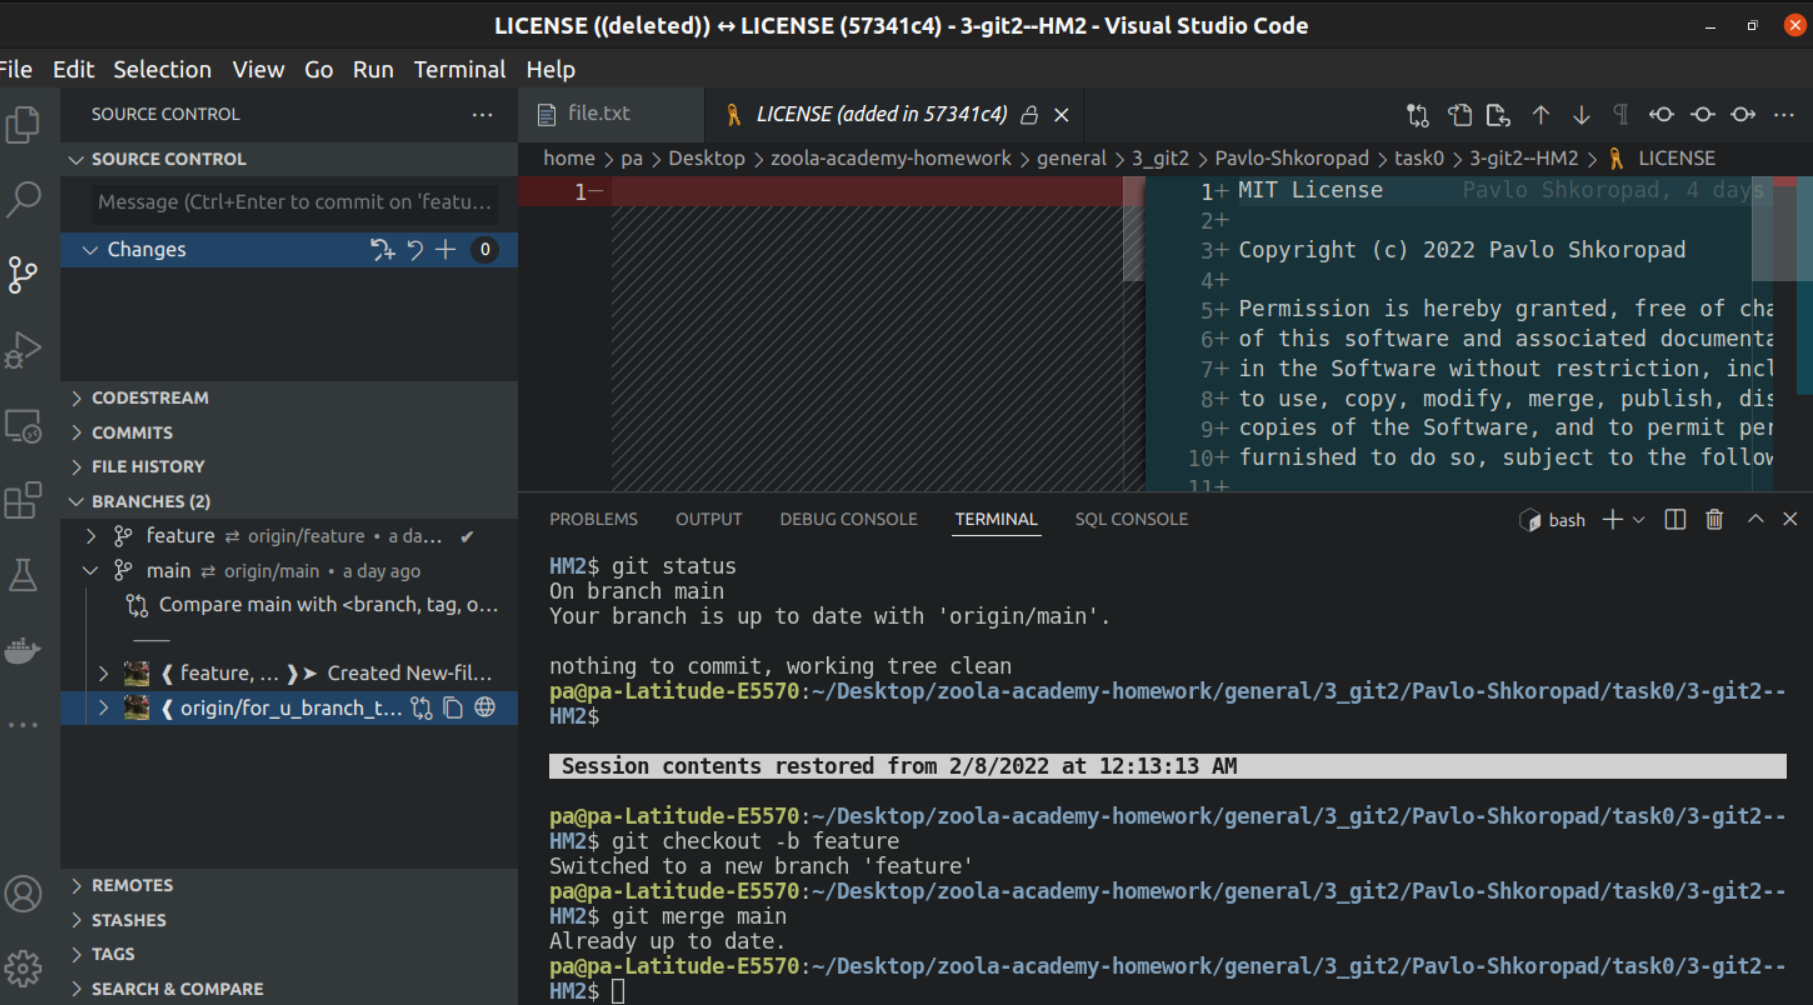 LICENSE ((deleted)) ↔ LICENSE (57341c4) - 3-git2--HM2 - Visual Studio Code
File Edit Selection View Go Run Terminal Help
SOURCE CONTROL ...
file.txt
LICENSE (added in 57341c4)
SOURCE CONTROL
home > pa > Desktop > zoola-academy-homework > general > 3_git2 > Pavlo-Shkoropad > task0 > 3-git2--HM2 > LICENSE
Message (Ctrl+Enter to commit on 'featu...
Changes 0
CODESTREAM
COMMITS
FILE HISTORY
BRANCHES (2)
feature ⇄ origin/feature • a da... ✔
main ⇄ origin/main • a day ago
Compare main with <branch, tag, o...
❨ feature, ... ❩➤ Created New-fil...
❨ origin/for_u_branch_t...
REMOTES
STASHES
TAGS
SEARCH & COMPARE
1−
1+ MIT License Pavlo Shkoropad, 4 days
2+
3+ Copyright (c) 2022 Pavlo Shkoropad
4+
5+ Permission is hereby granted, free of cha
6+ of this software and associated documenta
7+ in the Software without restriction, incl
8+ to use, copy, modify, merge, publish, dis
9+ copies of the Software, and to permit per
10+ furnished to do so, subject to the follow
11+
PROBLEMS OUTPUT DEBUG CONSOLE TERMINAL SQL CONSOLE
bash
HM2$ git status
On branch main
Your branch is up to date with 'origin/main'.
nothing to commit, working tree clean
pa@pa-Latitude-E5570:~/Desktop/zoola-academy-homework/general/3_git2/Pavlo-Shkoropad/task0/3-git2--
HM2$
Session contents restored from 2/8/2022 at 12:13:13 AM
pa@pa-Latitude-E5570:~/Desktop/zoola-academy-homework/general/3_git2/Pavlo-Shkoropad/task0/3-git2--
HM2$ git checkout -b feature
Switched to a new branch 'feature'
pa@pa-Latitude-E5570:~/Desktop/zoola-academy-homework/general/3_git2/Pavlo-Shkoropad/task0/3-git2--
HM2$ git merge main
Already up to date.
pa@pa-Latitude-E5570:~/Desktop/zoola-academy-homework/general/3_git2/Pavlo-Shkoropad/task0/3-git2--
HM2$